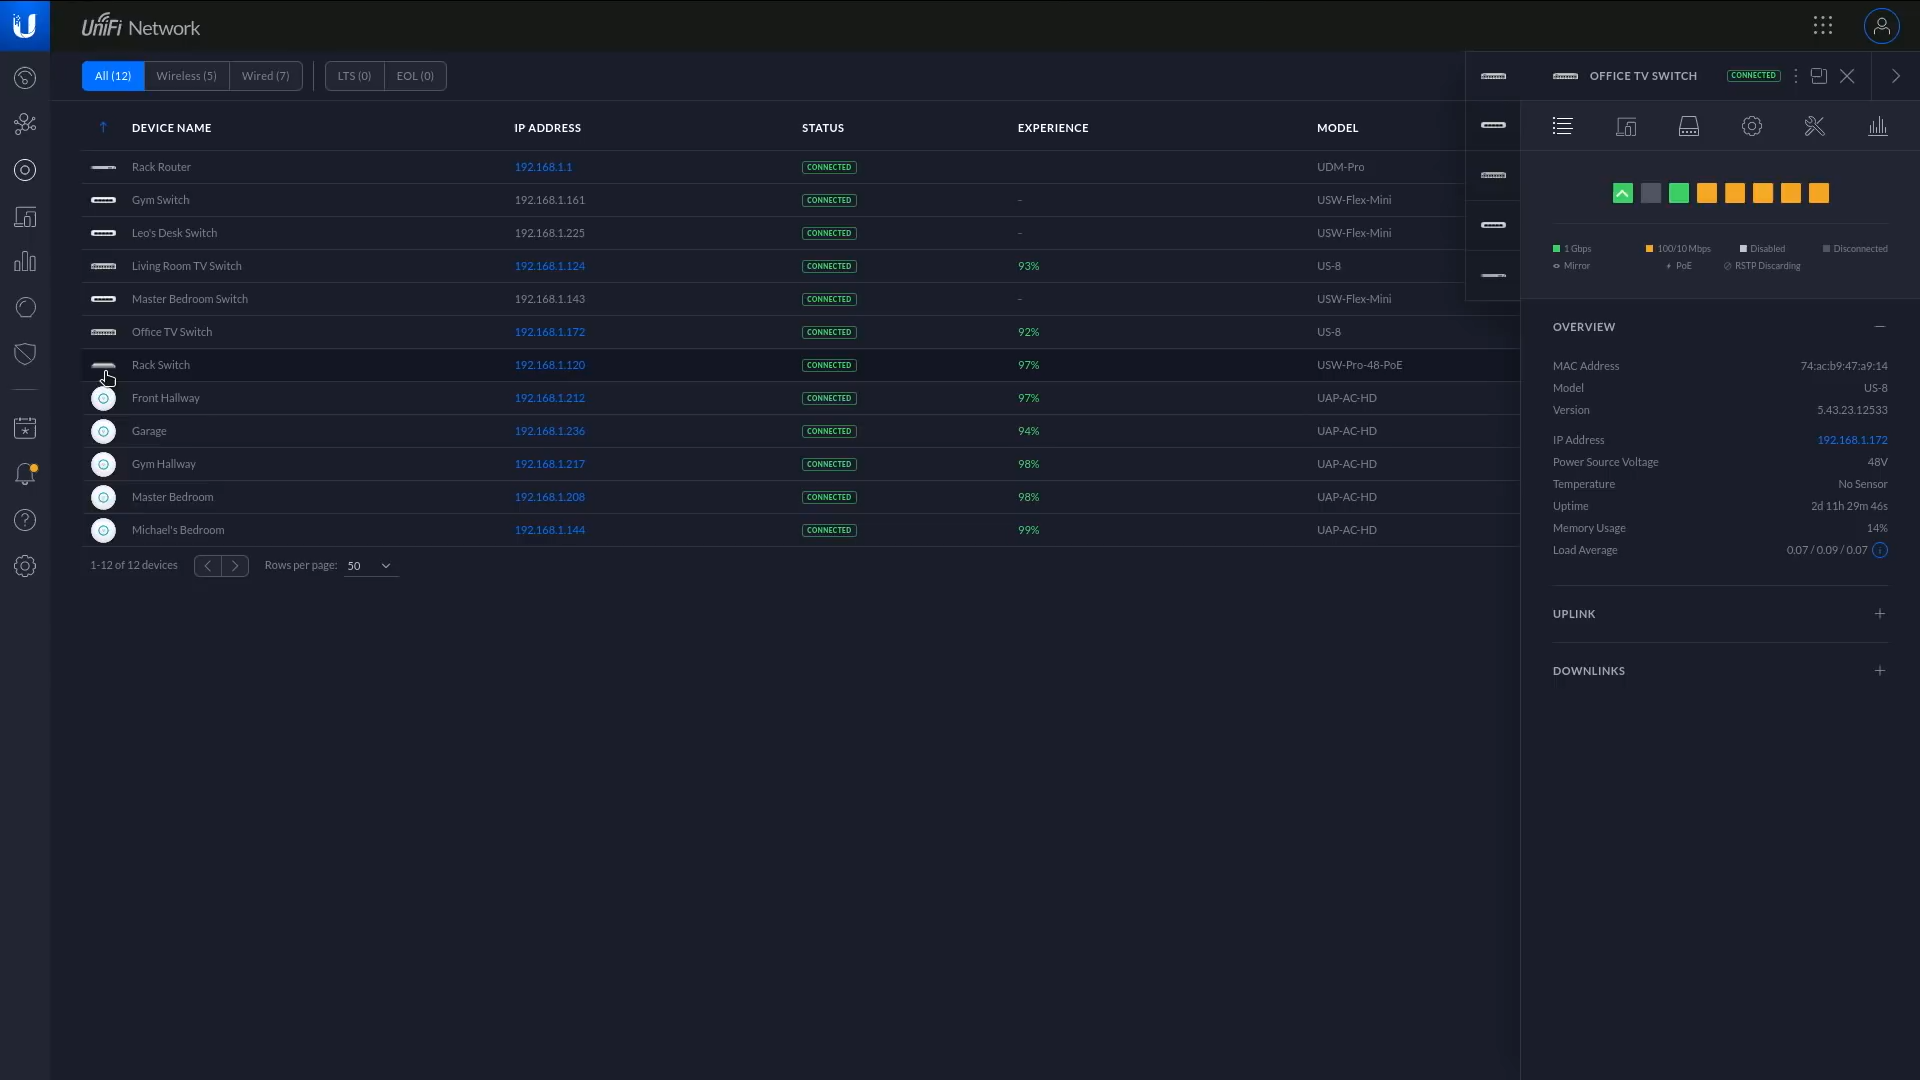 UniFi Network
All (12) Wireless (5) Wired (7) LTS (0) EOL (0)
OFFICE TV SWITCH CONNECTED
DEVICE NAME IP ADDRESS STATUS EXPERIENCE MODEL
Rack Router 192.168.1.1 CONNECTED UDM-Pro
Gym Switch 192.168.1.161 CONNECTED - USW-Flex-Mini
Leo's Desk Switch 192.168.1.225 CONNECTED - USW-Flex-Mini
Living Room TV Switch 192.168.1.124 CONNECTED 93% US-8
Master Bedroom Switch 192.168.1.143 CONNECTED - USW-Flex-Mini
Office TV Switch 192.168.1.172 CONNECTED 92% US-8
Rack Switch 192.168.1.120 CONNECTED 97% USW-Pro-48-PoE
Front Hallway 192.168.1.212 CONNECTED 97% UAP-AC-HD
Garage 192.168.1.236 CONNECTED 94% UAP-AC-HD
Gym Hallway 192.168.1.217 CONNECTED 98% UAP-AC-HD
Master Bedroom 192.168.1.208 CONNECTED 98% UAP-AC-HD
Michael's Bedroom 192.168.1.144 CONNECTED 99% UAP-AC-HD
1-12 of 12 devices Rows per page: 50
1 Gbps 100/10 Mbps Disabled Disconnected
Mirror PoE RSTP Discarding
OVERVIEW
MAC Address 74:ac:b9:47:a9:14
Model US-8
Version 5.43.23.12533
IP Address 192.168.1.172
Power Source Voltage 48V
Temperature No Sensor
Uptime 2d 11h 29m 46s
Memory Usage 14%
Load Average 0.07 / 0.09 / 0.07
UPLINK
DOWNLINKS